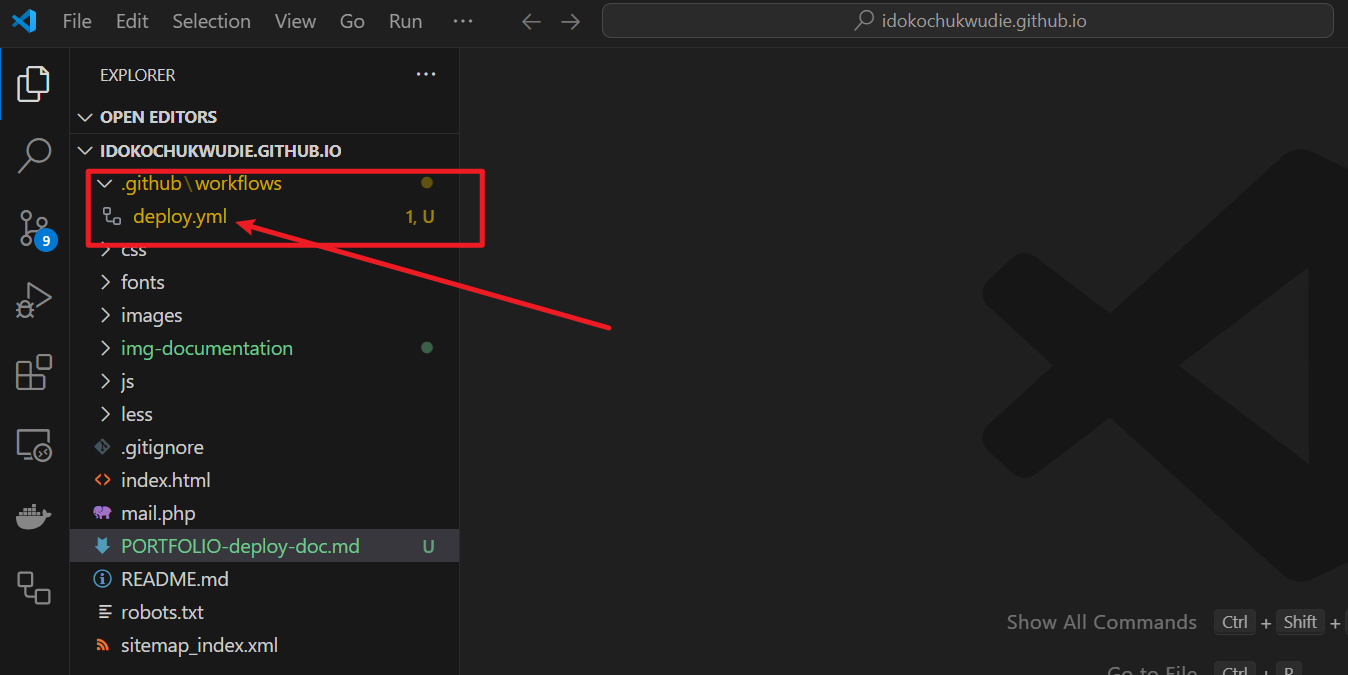 File Edit Selection View Go Run ··· idokochukwudie.github.io
EXPLORER ···
OPEN EDITORS
IDOKOCHUKWUDIE.GITHUB.IO
.github\workflows
deploy.yml 1, U
css
fonts
images
img-documentation
js
less
.gitignore
index.html
mail.php
PORTFOLIO-deploy-doc.md U
README.md
robots.txt
sitemap_index.xml
9
Show All Commands Ctrl + Shift +
Go to File Ctrl + P